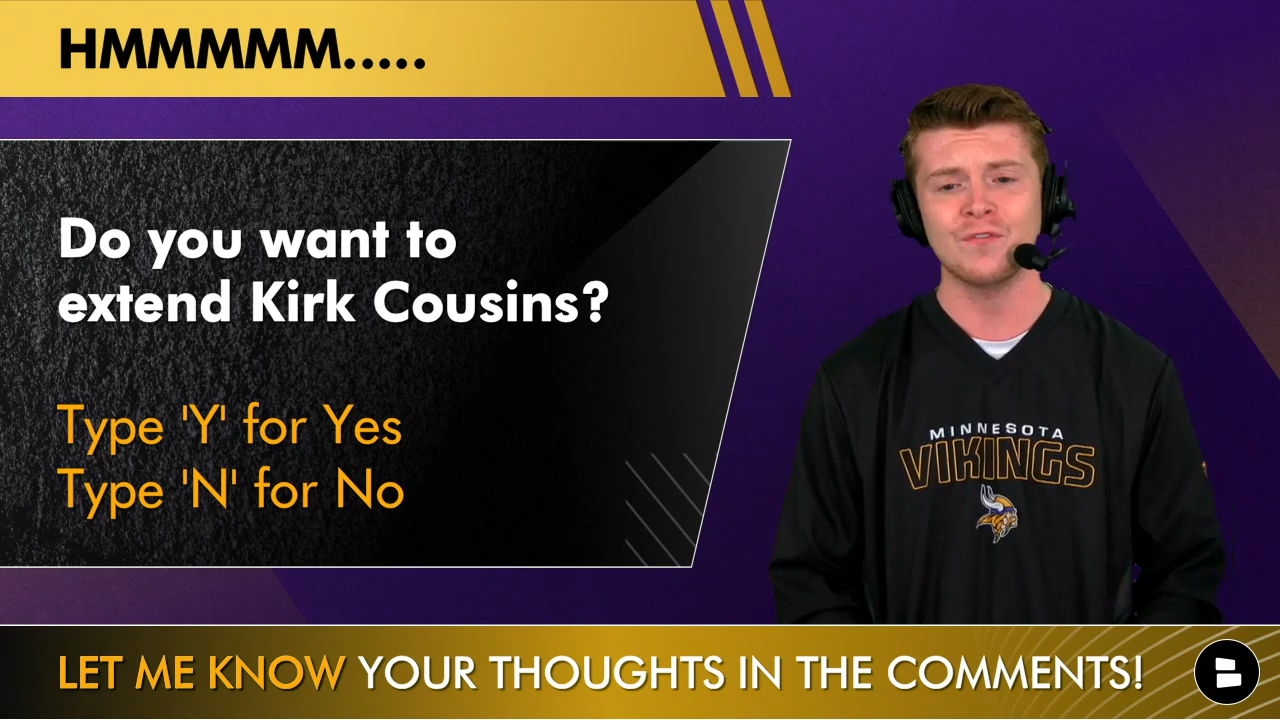 HMMMMM.....
Do you want to
extend Kirk Cousins?
Type 'Y' for Yes
Type 'N' for No
MINNESOTA
VIKINGS
LET ME KNOW YOUR THOUGHTS IN THE COMMENTS!